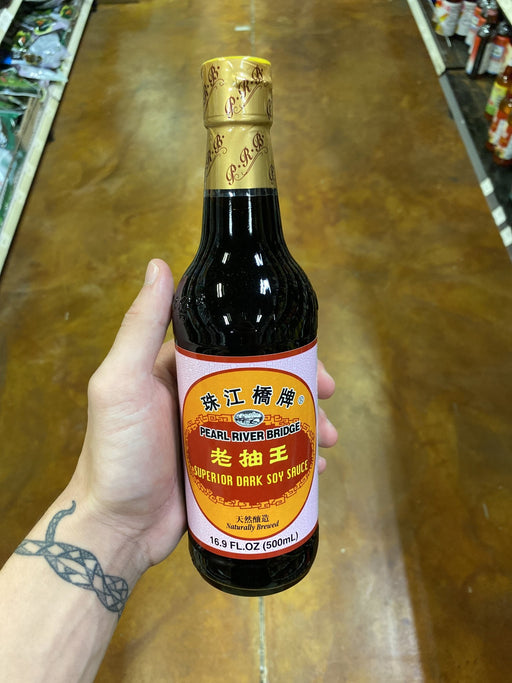 P.R.B.
P.R.B.
珠江橋牌®
PEARL RIVER BRIDGE
老抽王
SUPERIOR DARK SOY SAUCE
天然釀造
Naturally Brewed
16.9 FL.OZ (500mL)